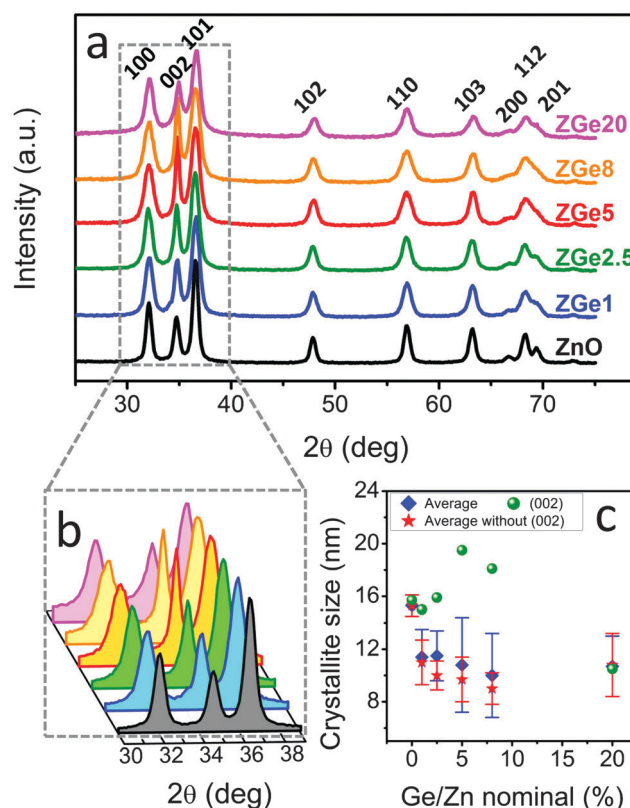 a
100
002
101
102
110
103
200
112
201
ZGe20
ZGe8
ZGe5
ZGe2.5
ZGe1
ZnO
Intensity (a.u.)
30 40 50 60 70
2θ (deg)
b
30 32 34 36 38
2θ (deg)
c
Average (002)
Average without (002)
Crystallite size (nm)
24
20
16
12
8
0 5 10 15 20
Ge/Zn nominal (%)